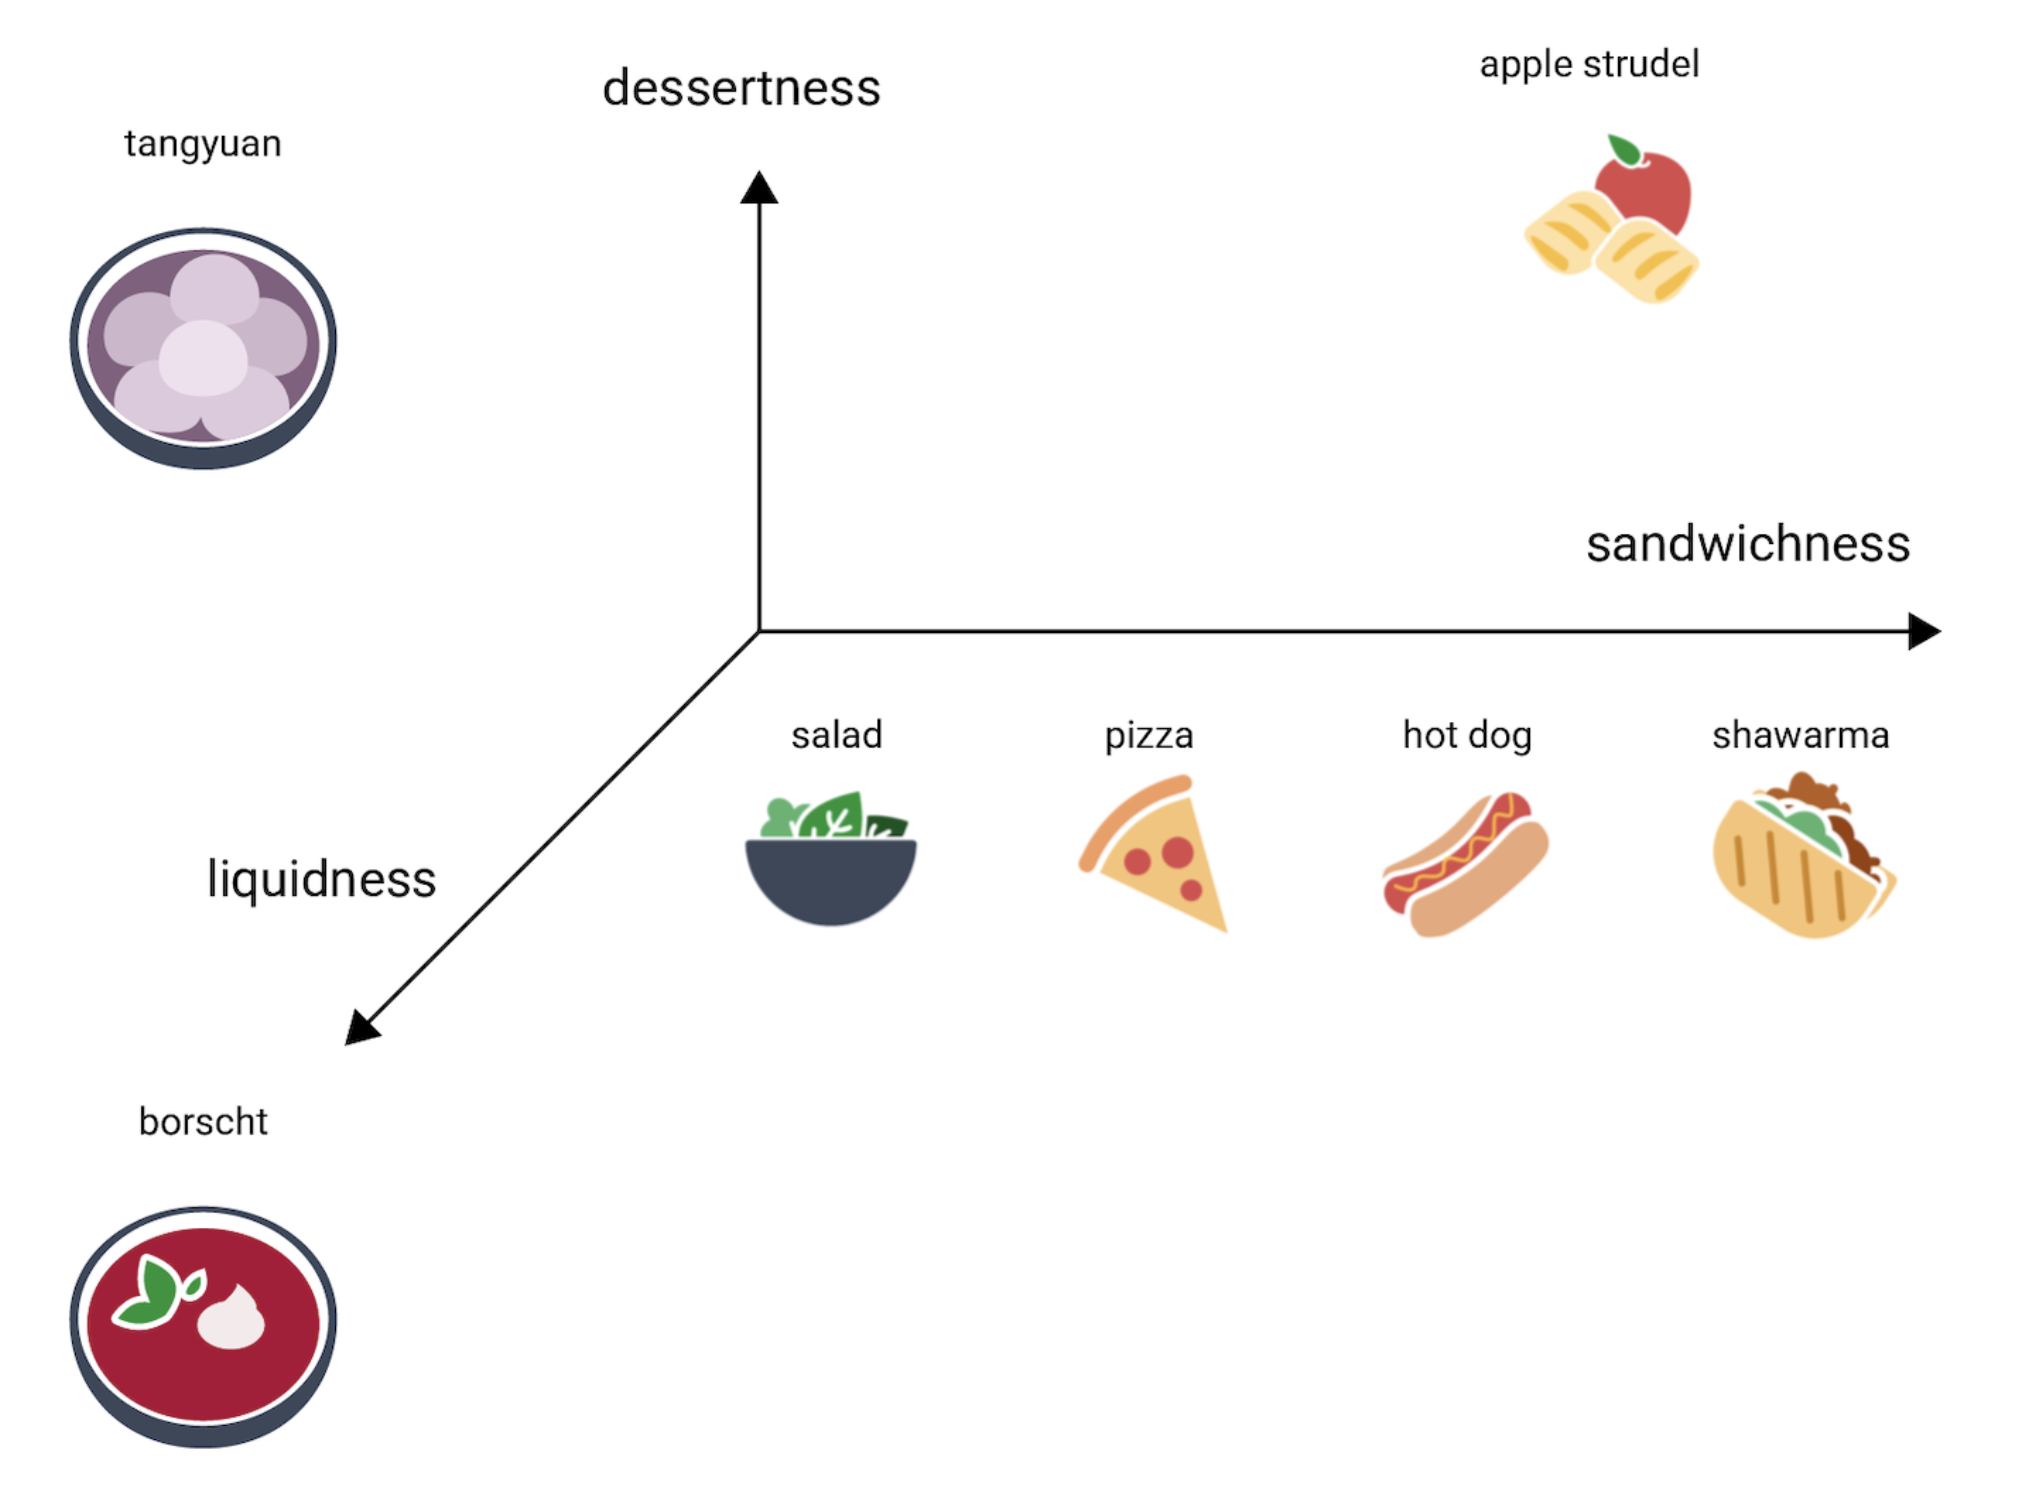 apple strudel
dessertness
tangyuan
sandwichness
salad
pizza
hot dog
shawarma
liquidness
borscht